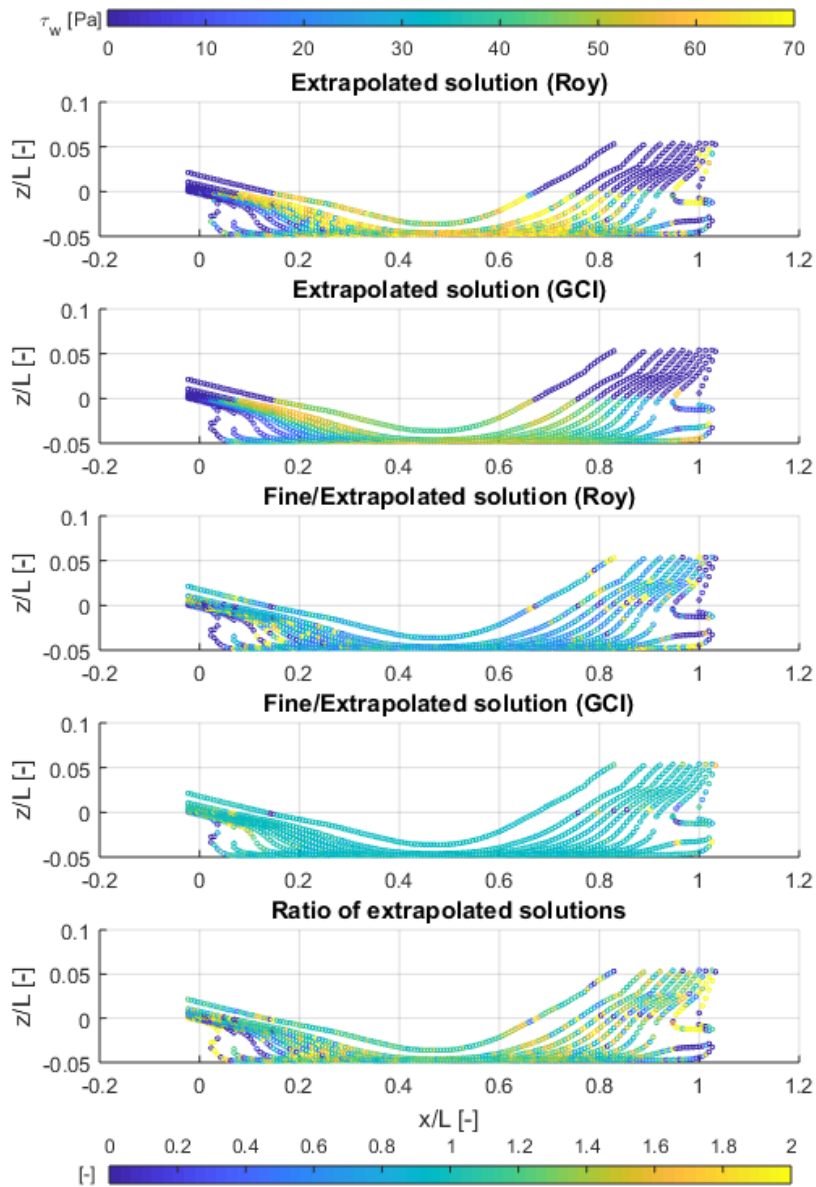 τw [Pa]
0 10 20 30 40 50 60 70
Extrapolated solution (Roy)
0.1
0.05
0
-0.05
z/L [-]
-0.2 0 0.2 0.4 0.6 0.8 1 1.2
Extrapolated solution (GCI)
0.1
0.05
0
-0.05
z/L [-]
-0.2 0 0.2 0.4 0.6 0.8 1 1.2
Fine/Extrapolated solution (Roy)
0.1
0.05
0
-0.05
z/L [-]
-0.2 0 0.2 0.4 0.6 0.8 1 1.2
Fine/Extrapolated solution (GCI)
0.1
0.05
0
-0.05
z/L [-]
-0.2 0 0.2 0.4 0.6 0.8 1 1.2
Ratio of extrapolated solutions
0.1
0.05
0
-0.05
z/L [-]
-0.2 0 0.2 0.4 0.6 0.8 1 1.2
x/L [-]
0 0.2 0.4 0.6 0.8 1 1.2 1.4 1.6 1.8 2
[-]